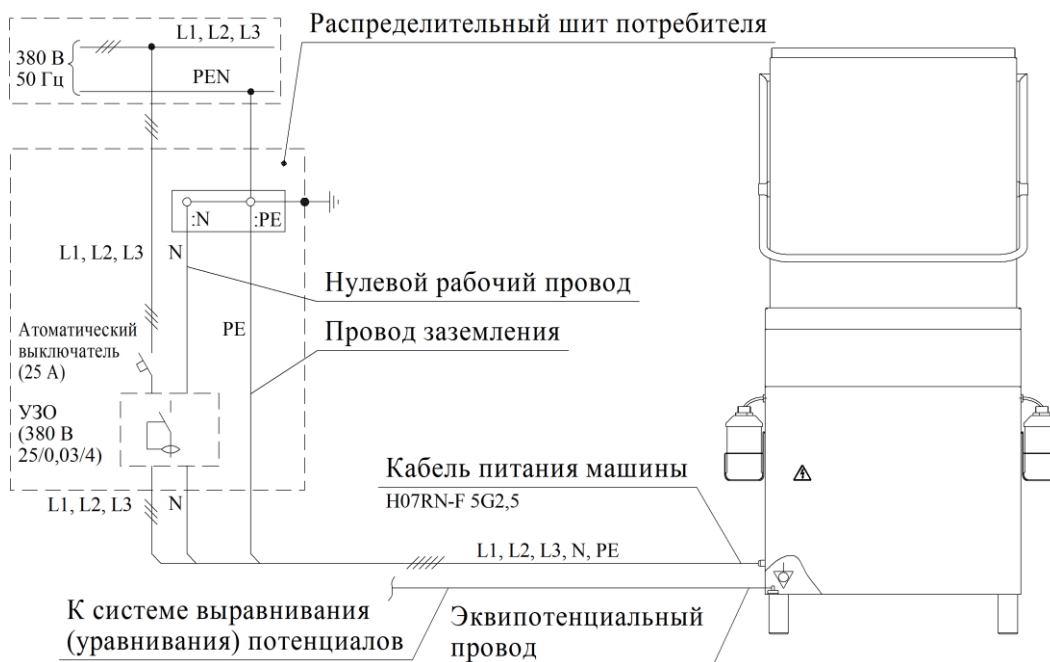 L1, L2, L3
Распределительный шит потребителя
380 В
50 Гц
PEN
:N
:PE
L1, L2, L3
N
Нулевой рабочий провод
PE
Провод заземления
Атоматический
выключатель
(25 А)
УЗО
(380 В
25/0,03/4)
Кабель питания машины
H07RN-F 5G2,5
L1, L2, L3
N
L1, L2, L3, N, PE
К системе выравнивания
(уравнивания) потенциалов
Эквипотенциальный
провод